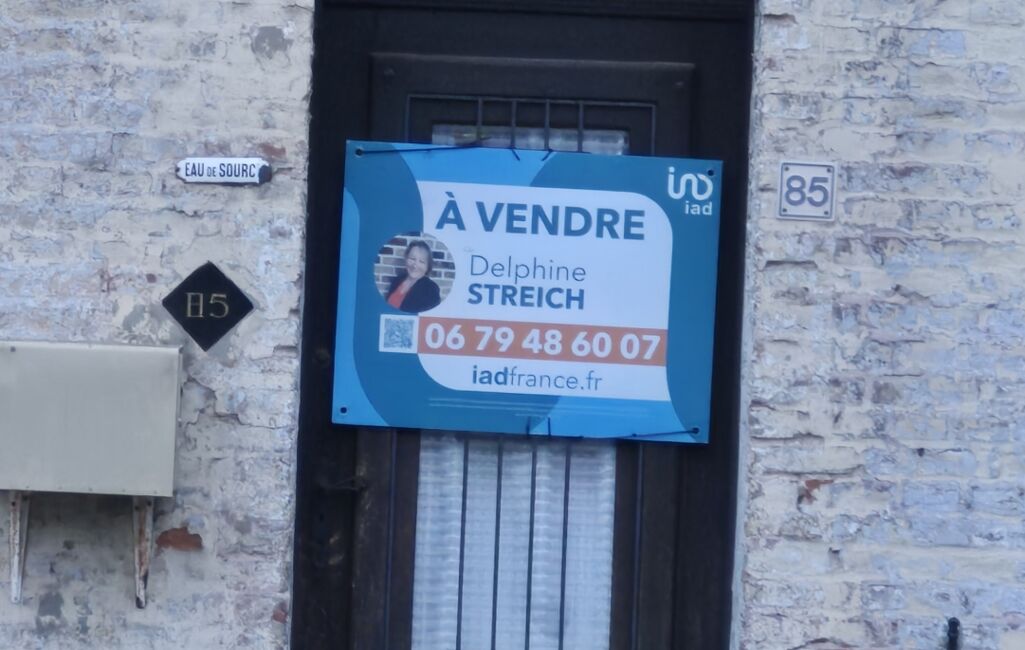 EAU DE SOURC
85
À VENDRE
iad
Delphine
STREICH
06 79 48 60 07
iadfrance.fr
85